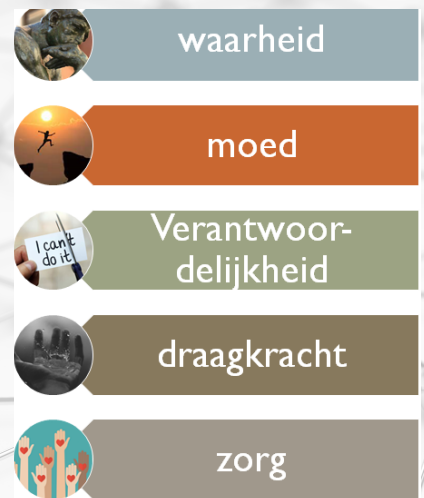 waarheid
moed
I can't
do it
Verantwoor-
delijkheid
draagkracht
zorg